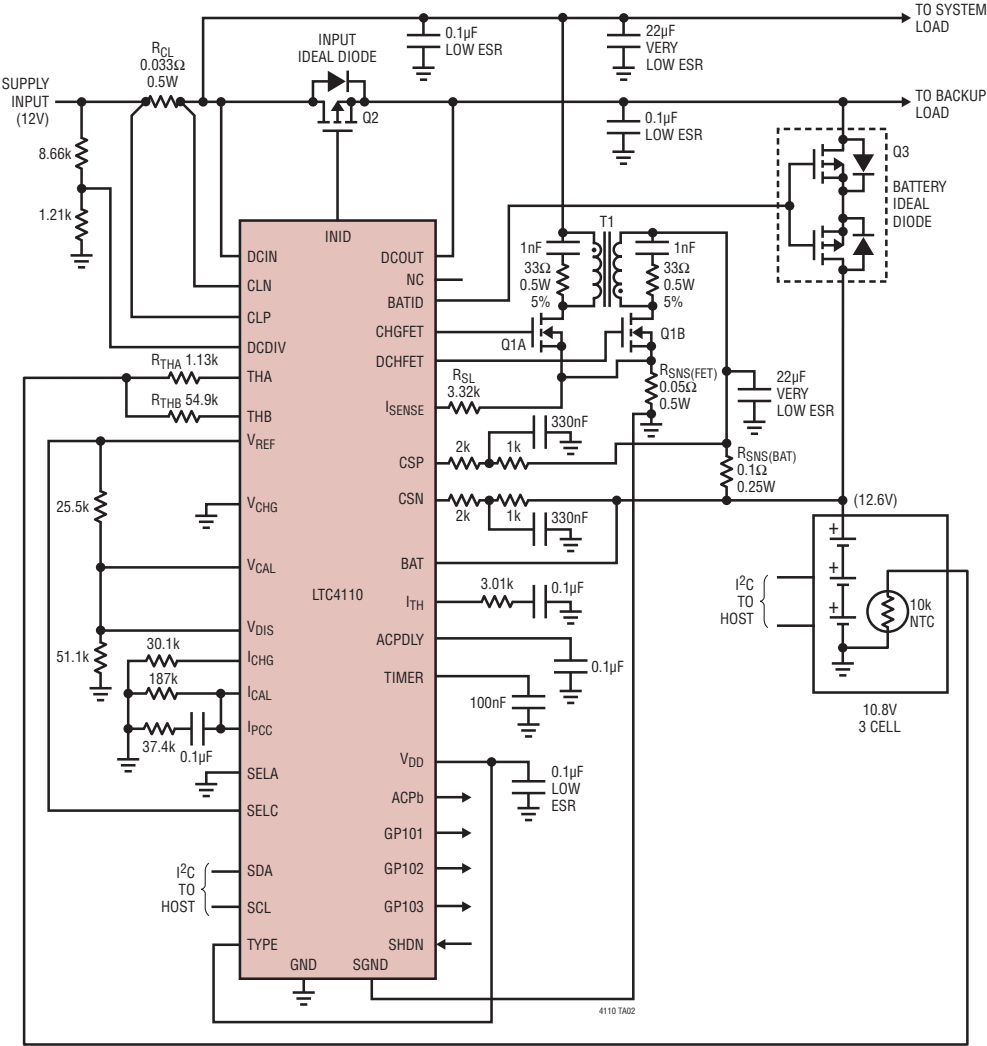 TO SYSTEM
LOAD
0.1µF
LOW ESR
22µF
VERY
LOW ESR
INPUT
IDEAL DIODE
R_CL
0.033Ω
0.5W
SUPPLY
INPUT
(12V)
Q2
TO BACKUP
LOAD
0.1µF
LOW ESR
8.66k
1.21k
Q3
BATTERY
IDEAL
DIODE
INID
DCIN
CLN
CLP
DCDIV
THA
THB
V_REF
V_CHG
V_CAL
V_DIS
I_CHG
I_CAL
I_PCC
SELA
SELC
SDA
SCL
TYPE
GND
SGND
LTC4110
DCOUT
NC
BATID
CHGFET
DCHFET
I_SENSE
CSP
CSN
BAT
I_TH
ACPDLY
TIMER
V_DD
ACPb
GP101
GP102
GP103
SHDN
T1
1nF
33Ω
0.5W
5%
1nF
33Ω
0.5W
5%
Q1A
Q1B
R_THA 1.13k
R_THB 54.9k
R_SL
3.32k
R_SNS(FET)
0.05Ω
0.5W
22µF
VERY
LOW ESR
330nF
2k
1k
R_SNS(BAT)
0.1Ω
0.25W
2k
1k
330nF
(12.6V)
25.5k
51.1k
30.1k
187k
37.4k
0.1µF
3.01k
0.1µF
0.1µF
100nF
0.1µF
LOW
ESR
I²C
TO
HOST
+
+
+
10k
NTC
10.8V
3 CELL
I²C
TO
HOST
4110 TA02